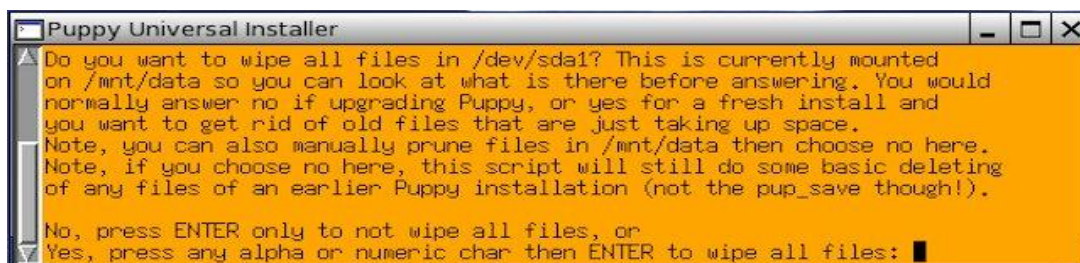 Puppy Universal Installer
Do you want to wipe all files in /dev/sda1? This is currently mounted
on /mnt/data so you can look at what is there before answering. You would
normally answer no if upgrading Puppy, or yes for a fresh install and
you want to get rid of old files that are just taking up space.
Note, you can also manually prune files in /mnt/data then choose no here.
Note, if you choose no here, this script will still do some basic deleting
of any files of an earlier Puppy installation (not the pup_save though!).
No, press ENTER only to not wipe all files, or
Yes, press any alpha or numeric char then ENTER to wipe all files: